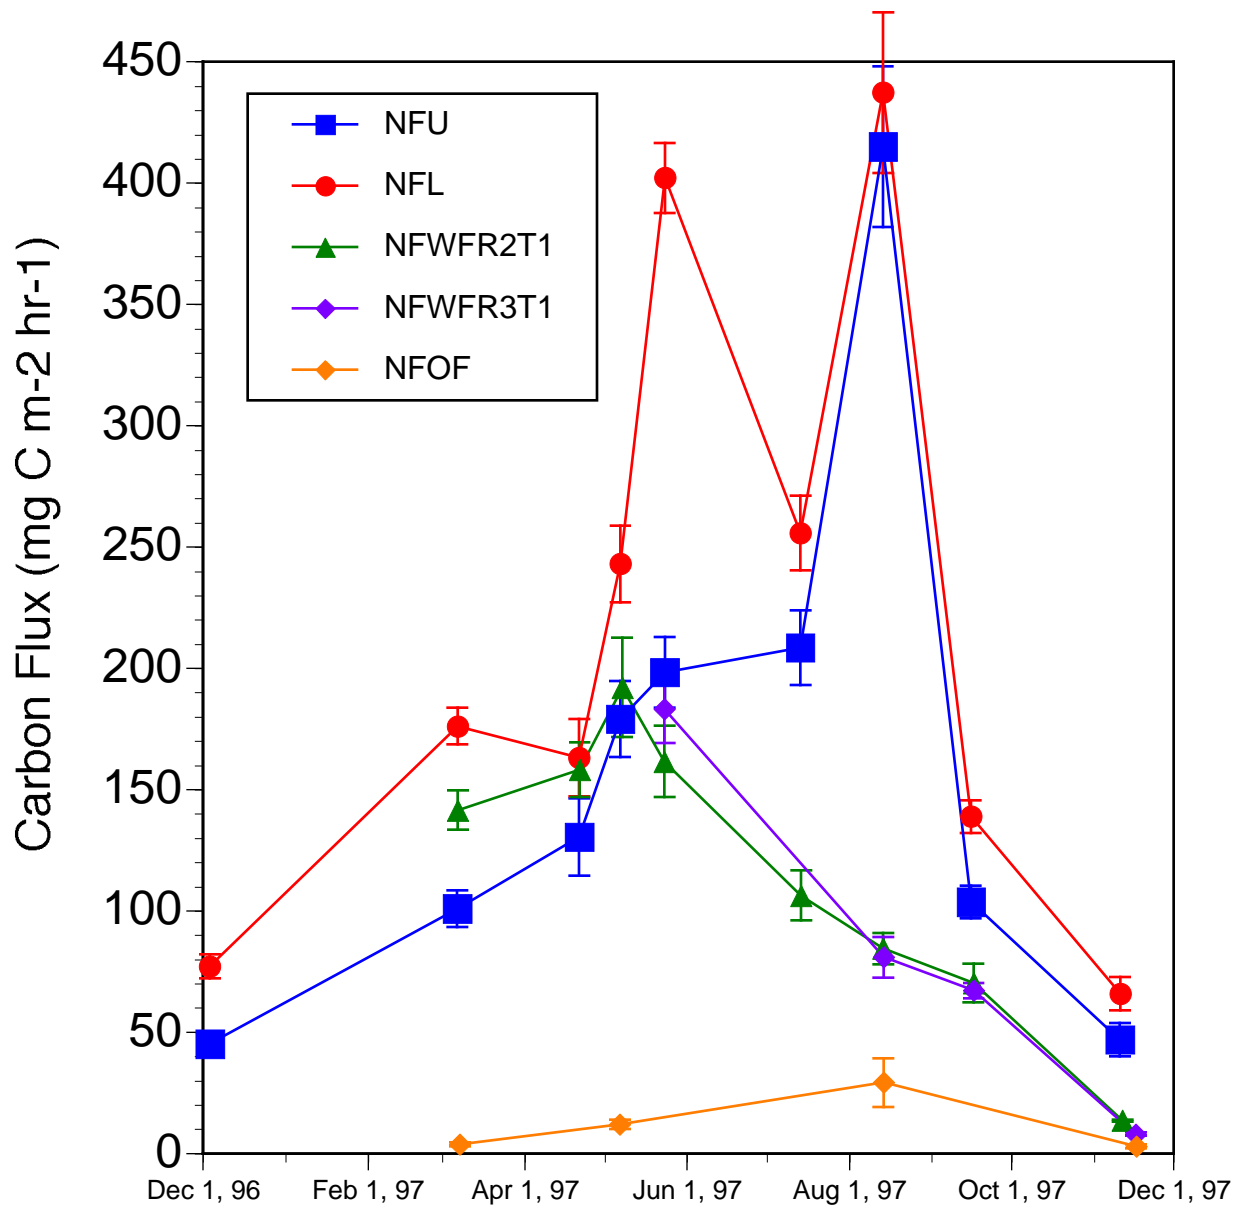 Carbon Flux (mg C m-2 hr-1)
450
400
350
300
250
200
150
100
50
0
NFU
NFL
NFWFR2T1
NFWFR3T1
NFOF
Dec 1, 96 Feb 1, 97 Apr 1, 97 Jun 1, 97 Aug 1, 97 Oct 1, 97 Dec 1, 97